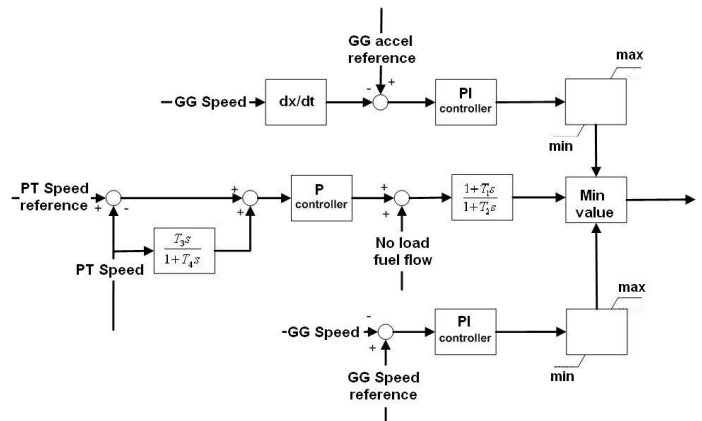 GG accel
reference
max
- +
GG Speed
dx/dt
PI
controller
min
PT Speed
reference
+ -
+
+
P
controller
+
+
1+T₁s
1+T₂s
Min
value
T₃s
1+T₄s
No load
fuel flow
PT Speed
max
-
GG Speed
+
PI
controller
min
GG Speed
reference